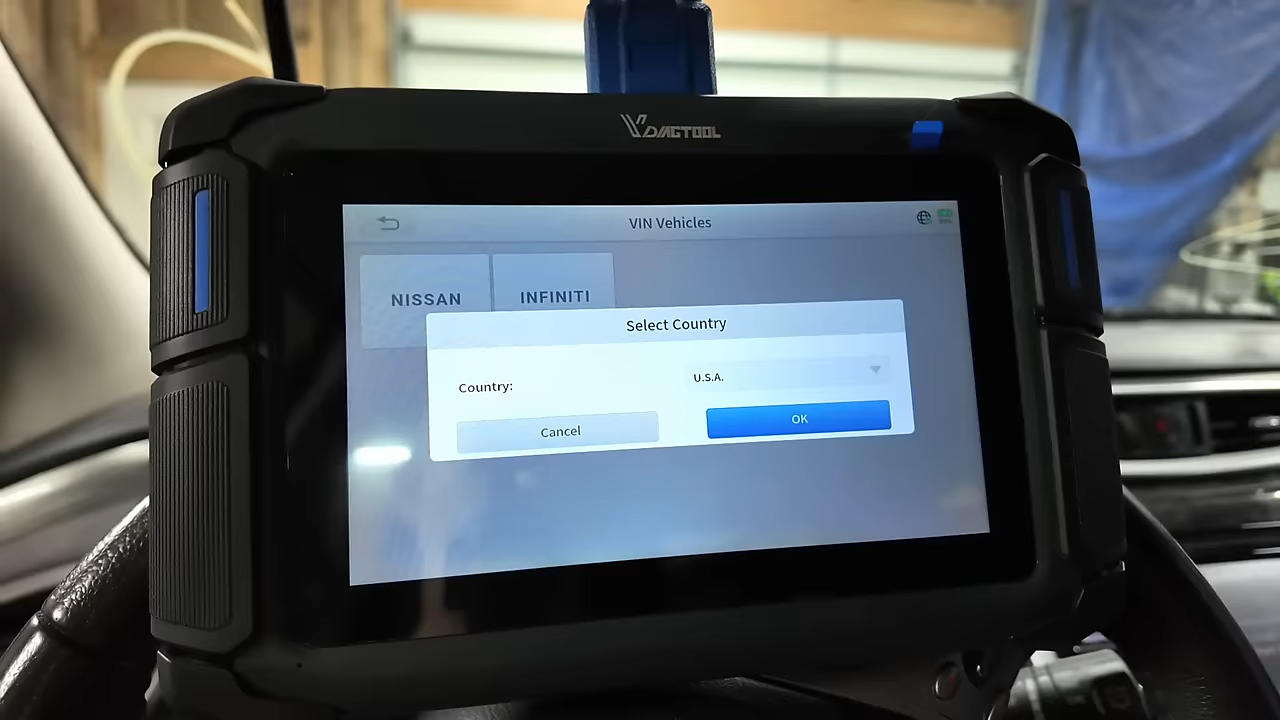 VDIAGTOOL
VIN Vehicles
NISSAN
INFINITI
Select Country
Country:
U.S.A.
Cancel
OK